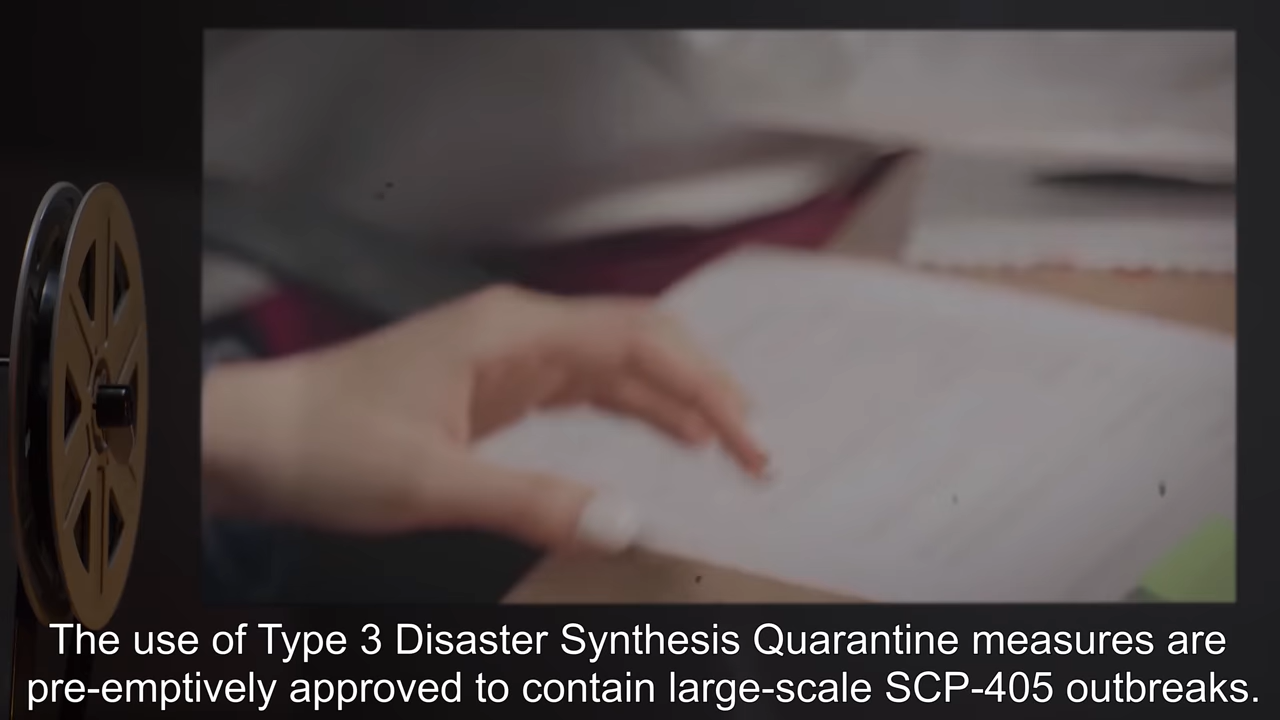 The use of Type 3 Disaster Synthesis Quarantine measures are
pre-emptively approved to contain large-scale SCP-405 outbreaks.